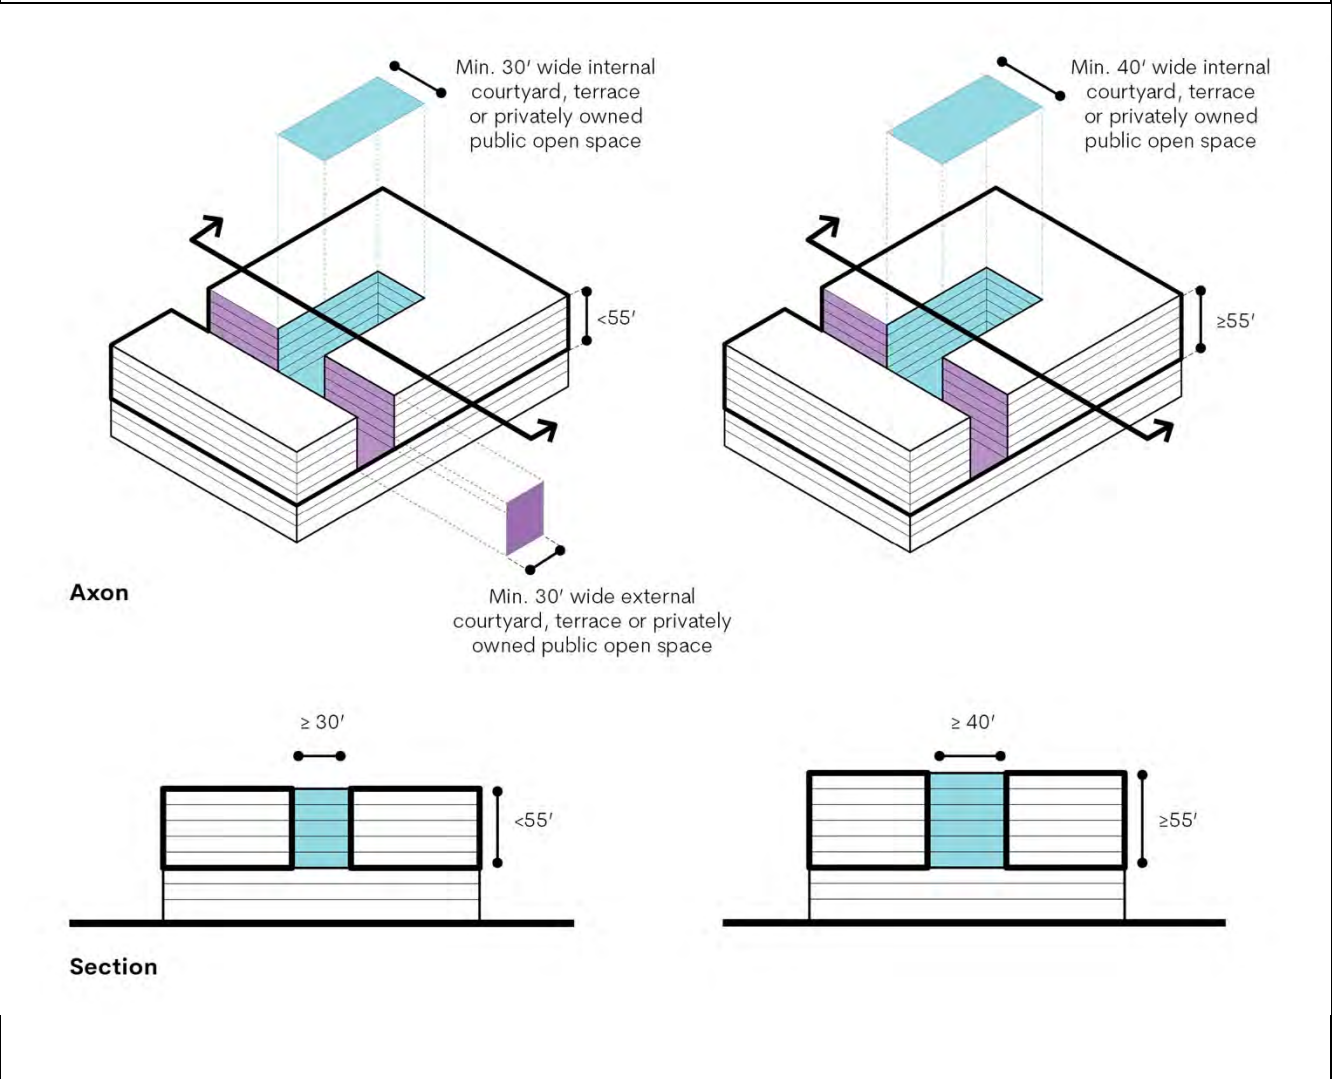 Min. 30′ wide internal
courtyard, terrace
or privately owned
public open space
Min. 40′ wide internal
courtyard, terrace
or privately owned
public open space
<55′
≥55′
Axon
Min. 30′ wide external
courtyard, terrace or privately
owned public open space
≥ 30′
≥ 40′
<55′
≥55′
Section